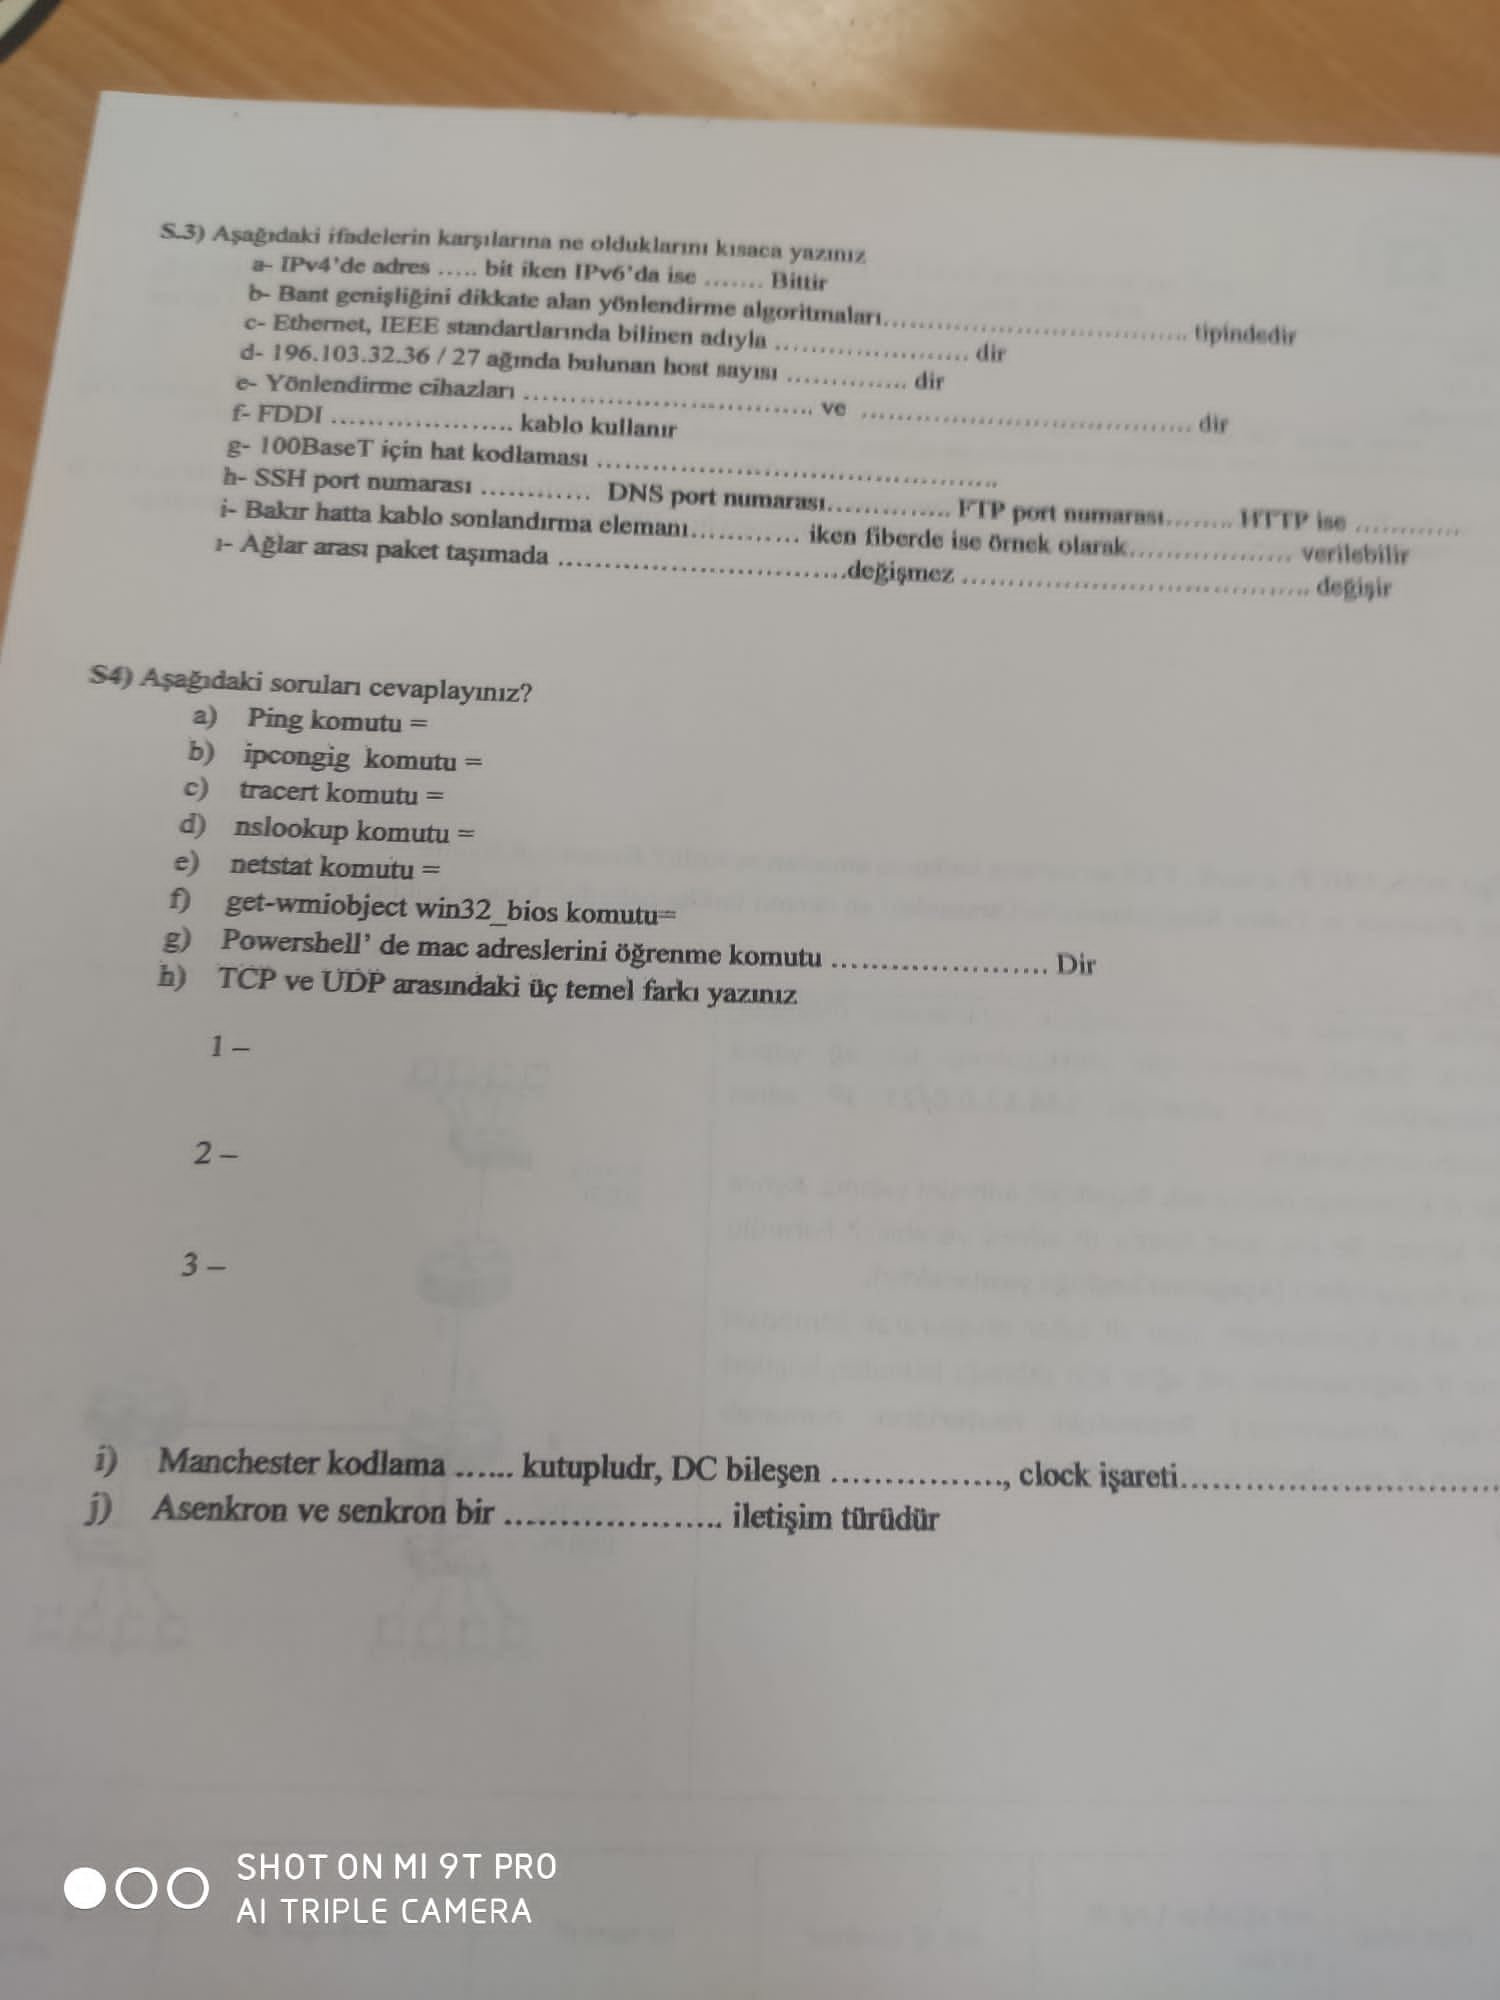 S.3) Aşağıdaki ifadelerin karşılarına ne olduklarını kısaca yazınız
a- IPv4'de adres ..... bit iken IPv6'da ise ....... Bittir
b- Bant genişliğini dikkate alan yönlendirme algoritmaları.................................... tipindedir
c- Ethernet, IEEE standartlarında bilinen adıyla ....................... dir
d- 196.103.32.36 / 27 ağında bulunan host sayısı .............. dir
e- Yönlendirme cihazları .................................. ve ....................................... dir
f- FDDI ..................... kablo kullanır
g- 100BaseT için hat kodlaması ...............................................
h- SSH port numarası ............ DNS port numarası.............. FTP port numarası........ HTTP ise ............
i- Bakır hatta kablo sonlandırma elemanı............ iken fiberde ise örnek olarak................... verilebilir
ı- Ağlar arası paket taşımada ..................................değişmez ......................................... değişir
S4) Aşağıdaki soruları cevaplayınız?
a) Ping komutu =
b) ipcongig komutu =
c) tracert komutu =
d) nslookup komutu =
e) netstat komutu =
f) get-wmiobject win32_bios komutu=
g) Powershell' de mac adreslerini öğrenme komutu ...................... Dir
h) TCP ve UDP arasındaki üç temel farkı yazınız
1 –
2 –
3 –
i) Manchester kodlama ...... kutupludr, DC bileşen ................, clock işareti..............................
j) Asenkron ve senkron bir ..................... iletişim türüdür
SHOT ON MI 9T PRO
AI TRIPLE CAMERA